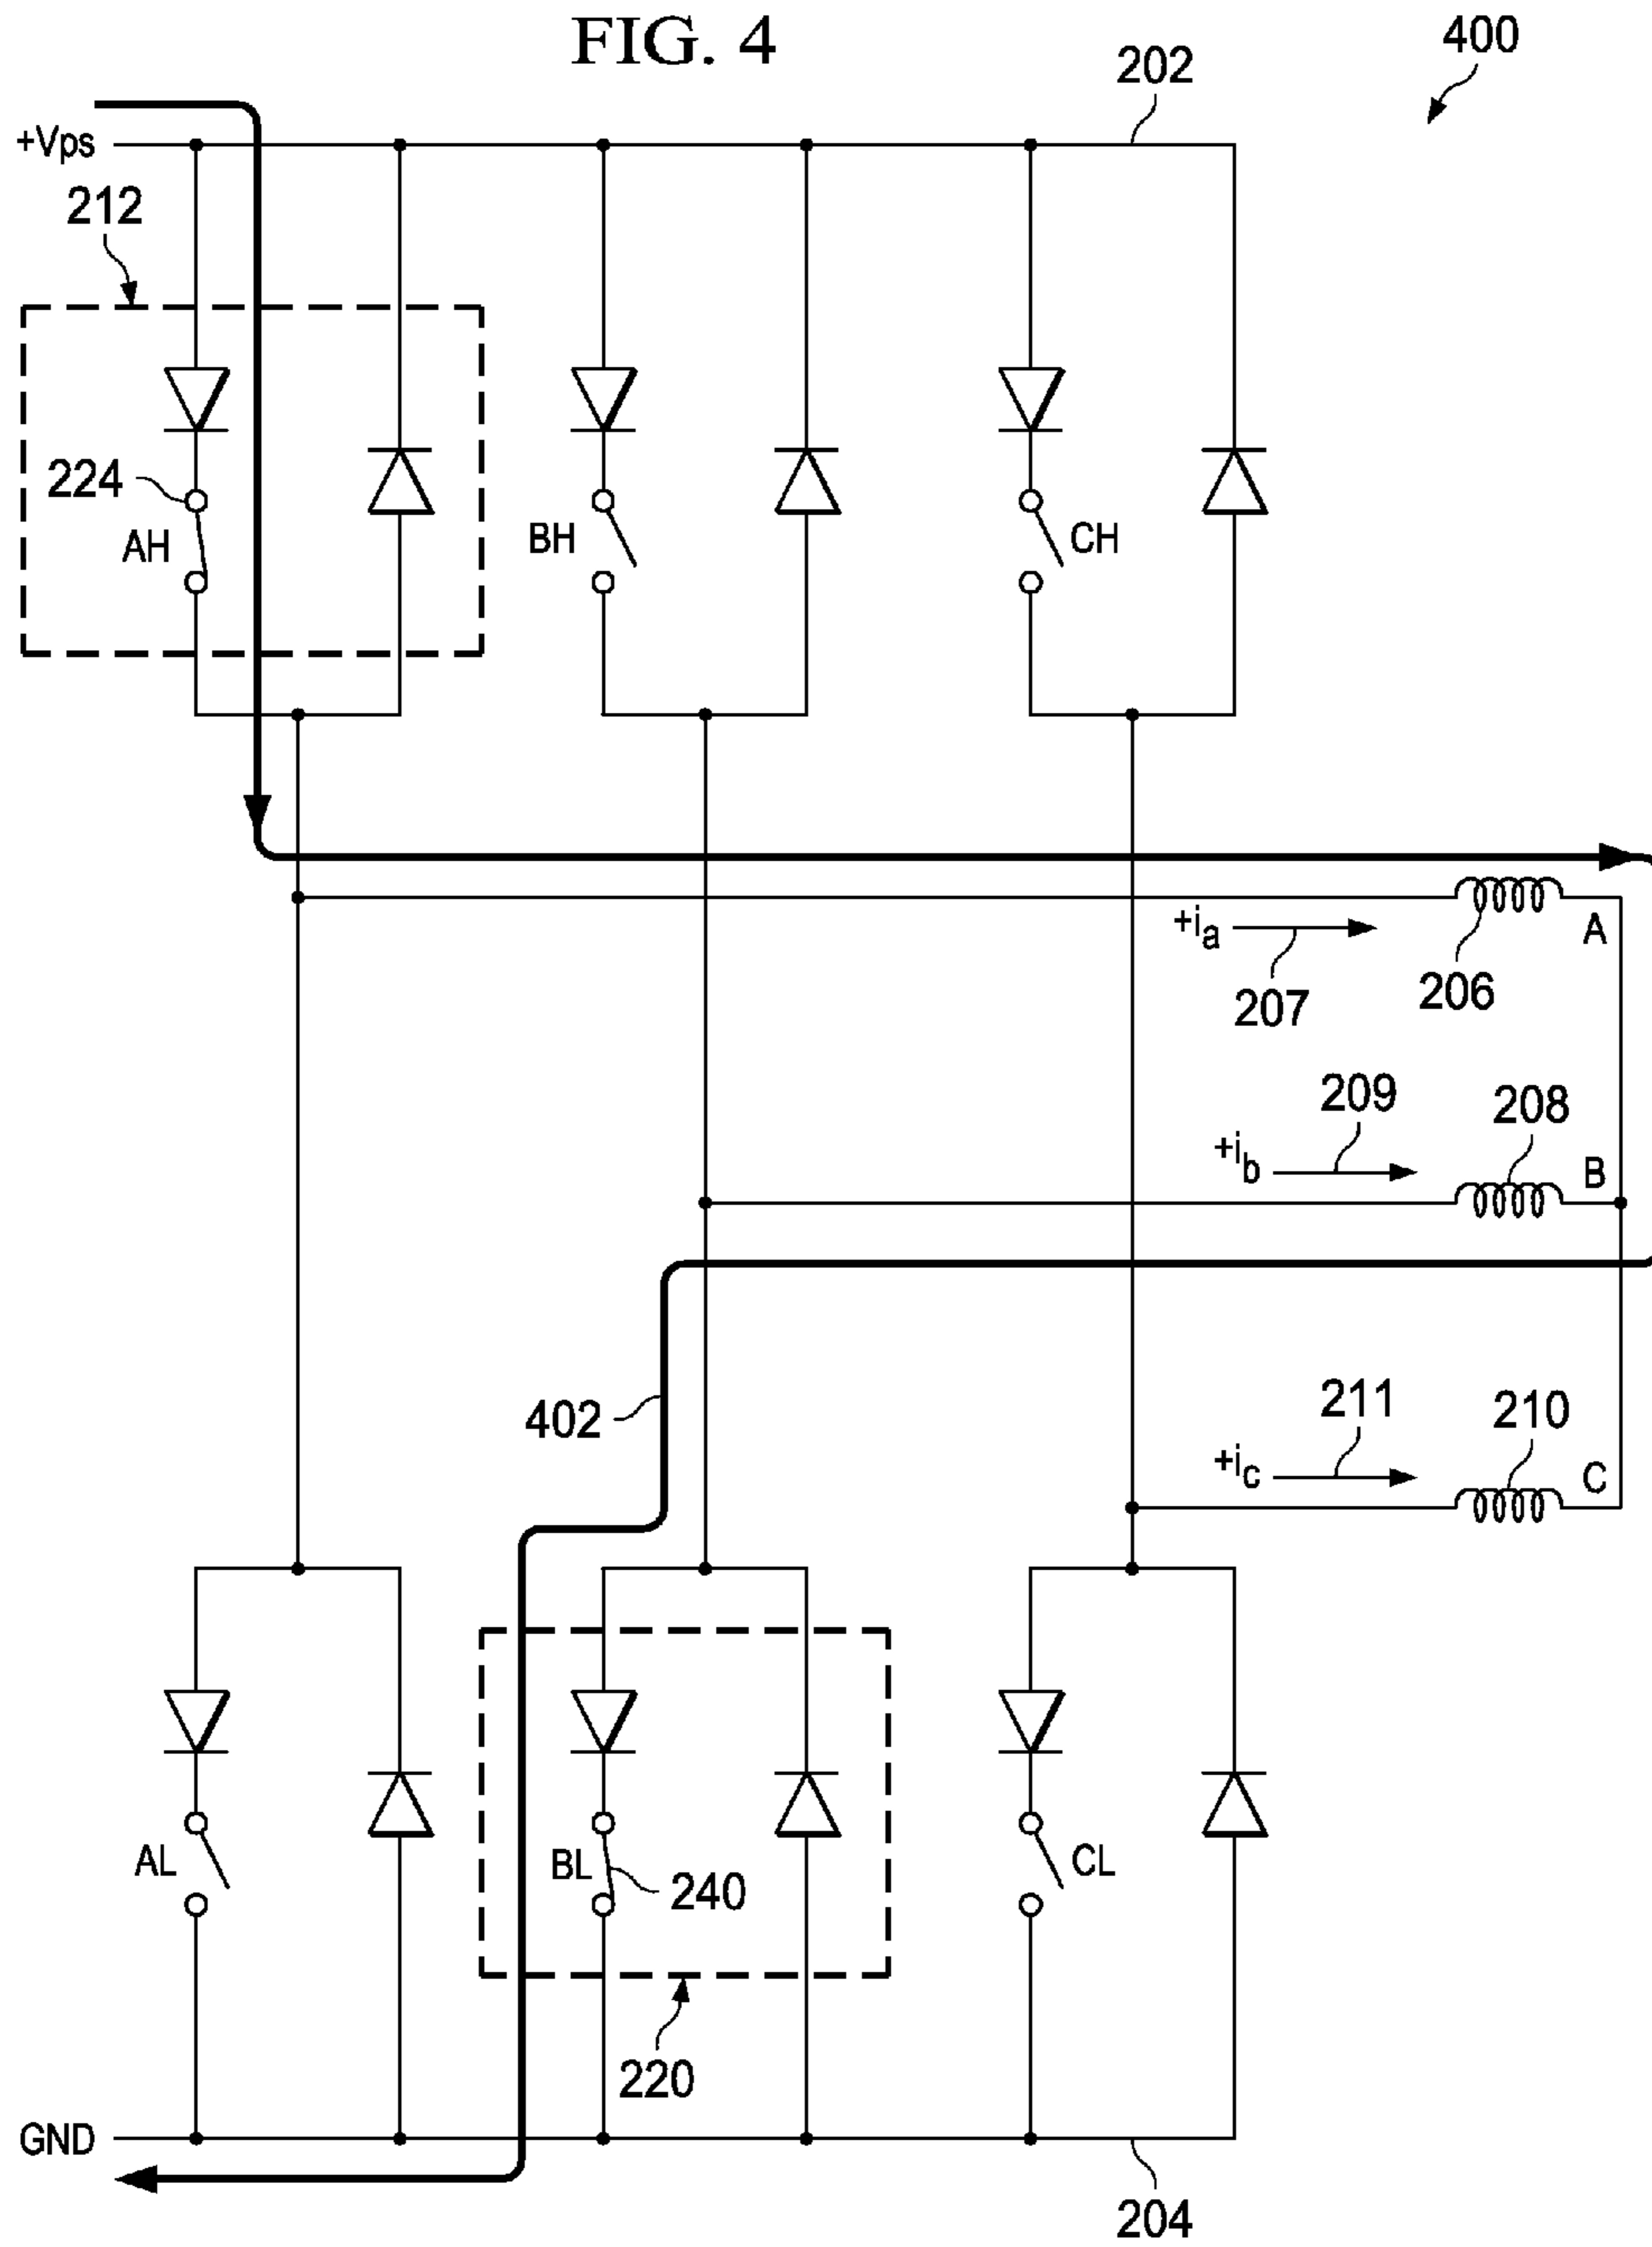 FIG. 4
400
202
+Vps
212
224
AH
BH
CH
+ia
A
207
206
209
208
+ib
B
402
211
210
+ic
C
AL
BL
240
CL
220
GND
204